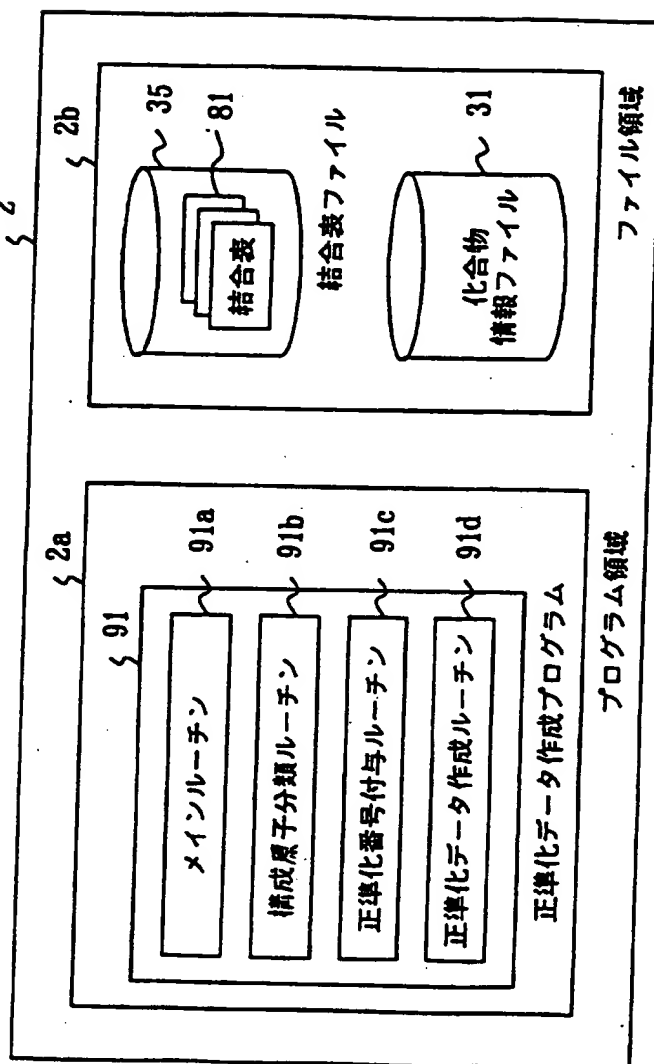 2
2a
91
メインルーチン
91a
構成原子分類ルーチン
91b
正準化番号付与ルーチン
91c
正準化データ作成ルーチン
91d
正準化データ作成プログラム
プログラム領域
2b
35
81
結合表
結合表ファイル
31
化合物
情報ファイル
ファイル領域